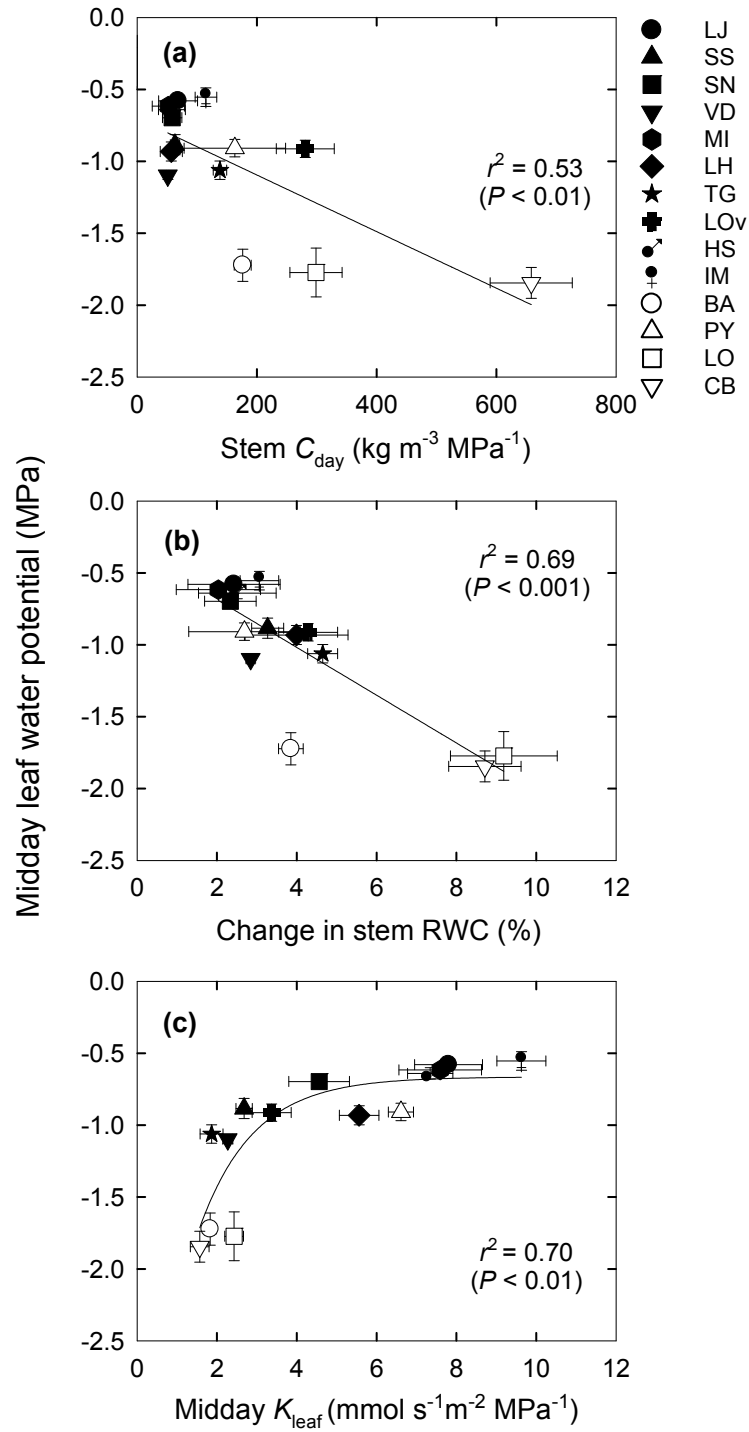 (a)
0.0
-0.5
-1.0
-1.5
-2.0
-2.5
r² = 0.53
(P < 0.01)
0 200 400 600 800
Stem C_day (kg m⁻³ MPa⁻¹)
LJ
SS
SN
VD
MI
LH
TG
LOv
HS
IM
BA
PY
LO
CB
Midday leaf water potential (MPa)
(b)
0.0
-0.5
-1.0
-1.5
-2.0
-2.5
r² = 0.69
(P < 0.001)
0 2 4 6 8 10 12
Change in stem RWC (%)
(c)
0.0
-0.5
-1.0
-1.5
-2.0
-2.5
r² = 0.70
(P < 0.01)
0 2 4 6 8 10 12
Midday K_leaf (mmol s⁻¹m⁻² MPa⁻¹)